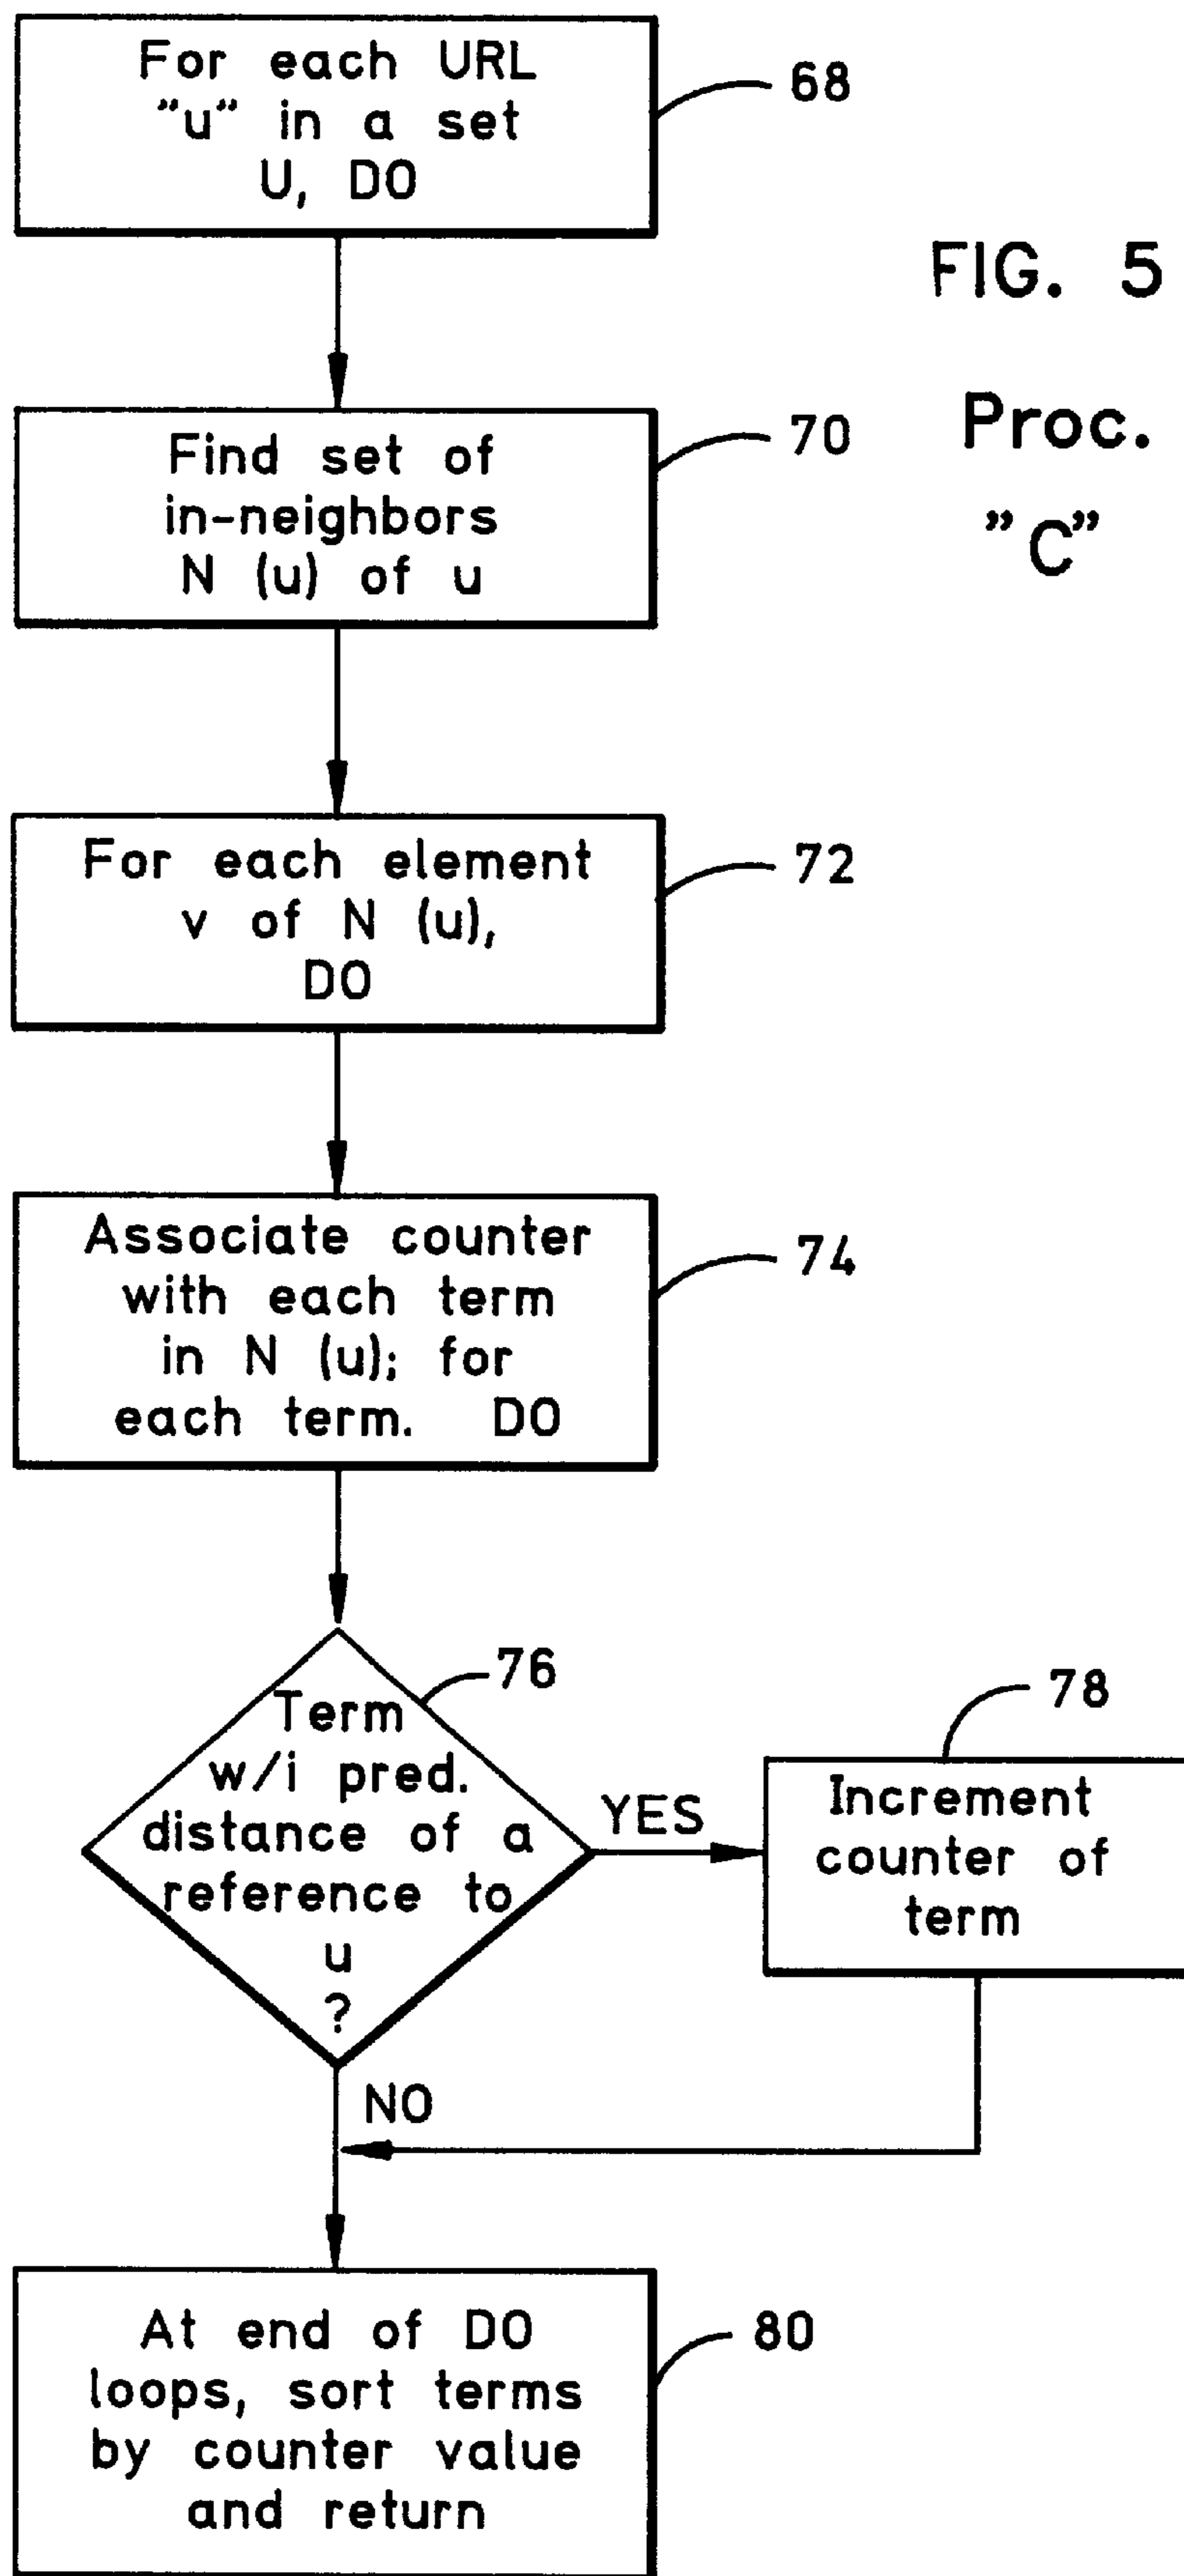 For each URL
"u" in a set
U, DO
68
FIG. 5
Proc.
"C"
Find set of
in-neighbors
N (u) of u
70
For each element
v of N (u),
DO
72
Associate counter
with each term
in N (u); for
each term. DO
74
Term
w/i pred.
distance of a
reference to
u
?
76
YES
78
Increment
counter of
term
NO
At end of DO
loops, sort terms
by counter value
and return
80